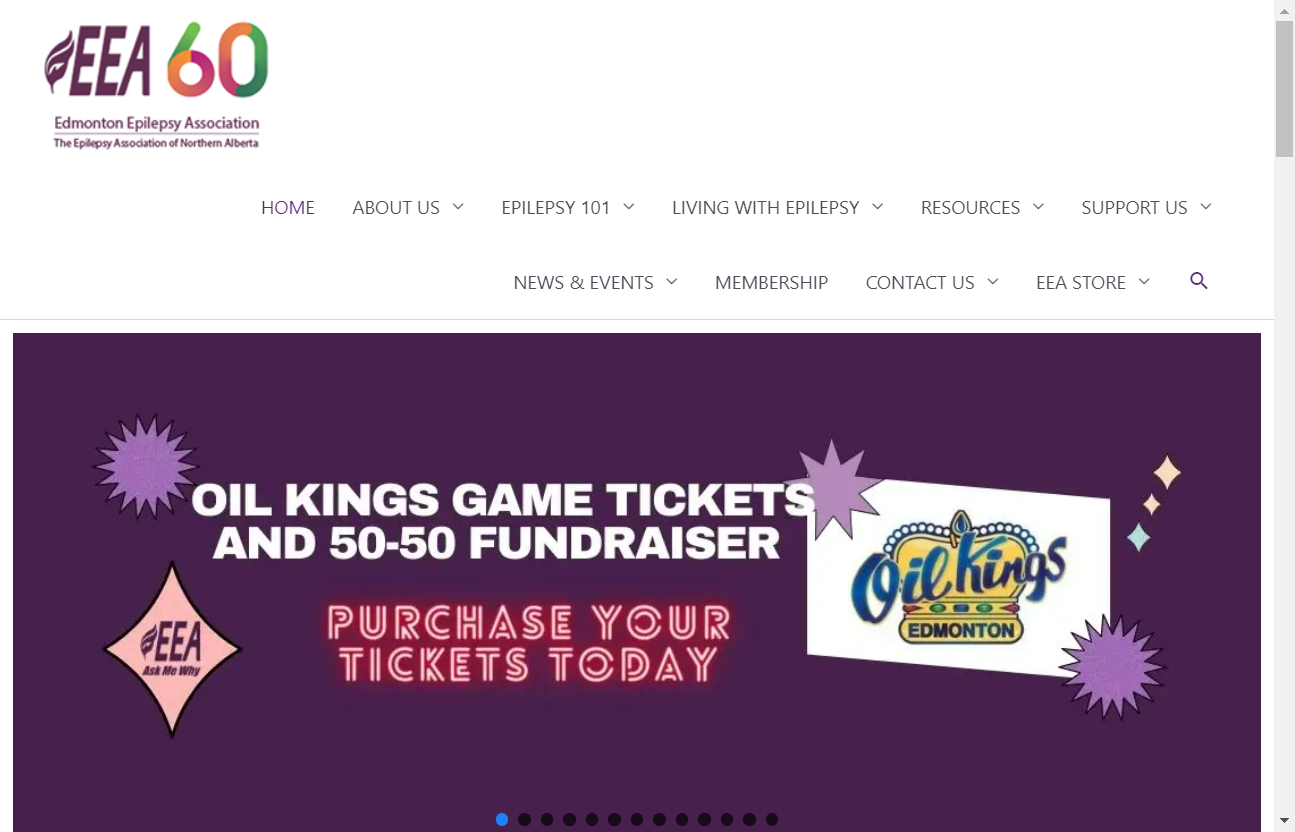 EEA 60
Edmonton Epilepsy Association
The Epilepsy Association of Northern Alberta
HOME ABOUT US EPILEPSY 101 LIVING WITH EPILEPSY RESOURCES SUPPORT US
NEWS & EVENTS MEMBERSHIP CONTACT US EEA STORE
OIL KINGS GAME TICKETS
AND 50-50 FUNDRAISER
PURCHASE YOUR
TICKETS TODAY
EEA
Ask Me Why
Oil Kings
EDMONTON